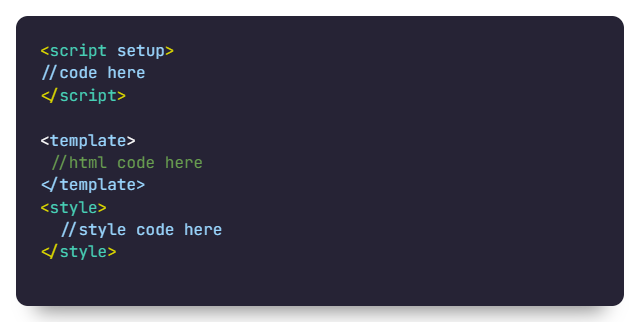 <script setup>
//code here
</script>

<template>
 //html code here
</template>
<style>
  //style code here
</style>